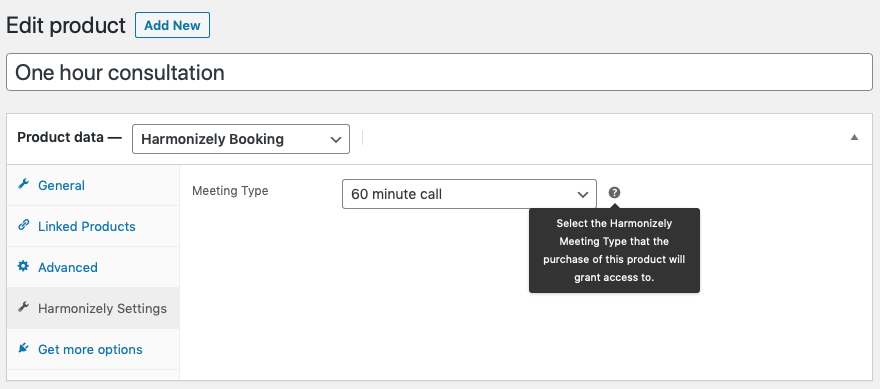 Edit product Add New
One hour consultation
Product data — Harmonizely Booking
General
Linked Products
Advanced
Harmonizely Settings
Get more options
Meeting Type 60 minute call ?
Select the Harmonizely
Meeting Type that the
purchase of this product will
grant access to.